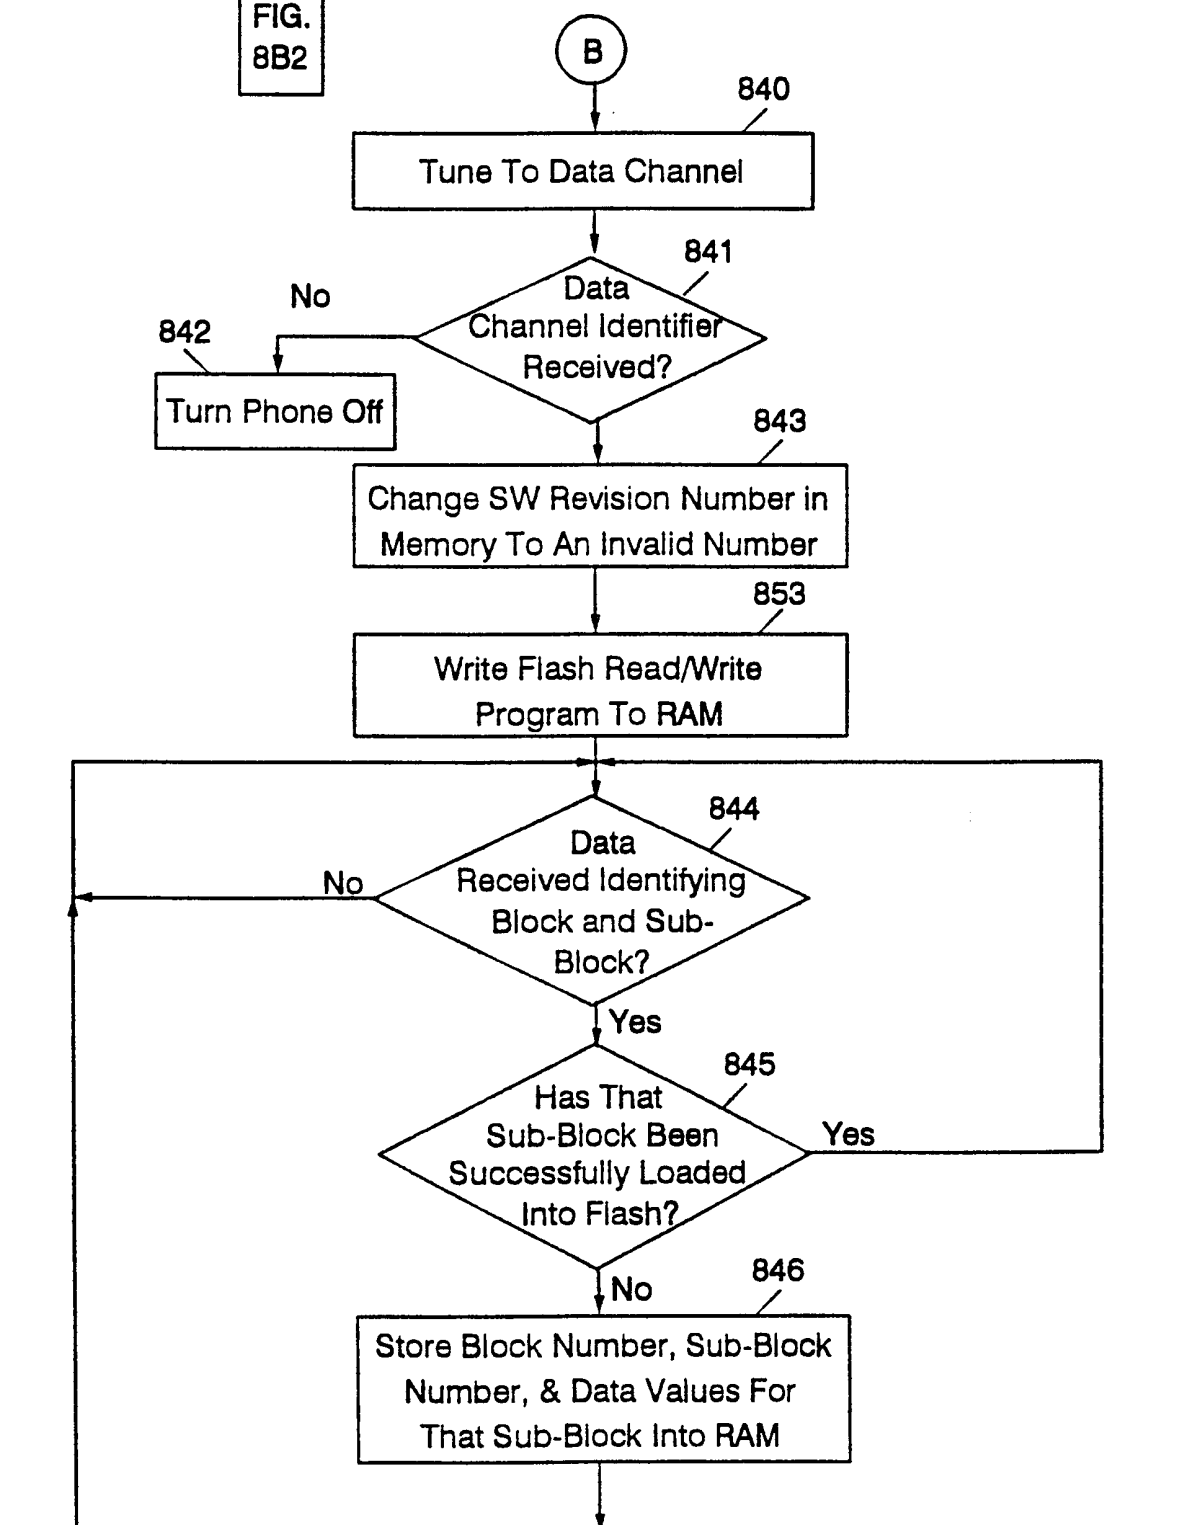 FIG.
8B2
B
840
Tune To Data Channel
841
Data
Channel Identifier
Received?
No
842
Turn Phone Off
843
Change SW Revision Number in
Memory To An Invalid Number
853
Write Flash Read/Write
Program To RAM
844
Data
Received Identifying
Block and Sub-
Block?
No
Yes
845
Has That
Sub-Block Been
Successfully Loaded
Into Flash?
Yes
No
846
Store Block Number, Sub-Block
Number, & Data Values For
That Sub-Block Into RAM